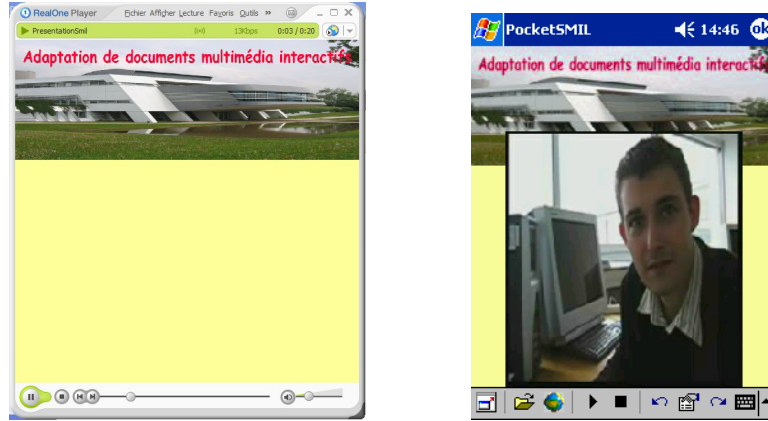 RealOne Player Fichier Afficher Lecture Favoris Outils »
PresentationSmil 13Kbps 0:03 / 0:20
Adaptation de documents multimédia interactifs
PocketSMIL 14:46 ok
Adaptation de documents multimédia interactifs